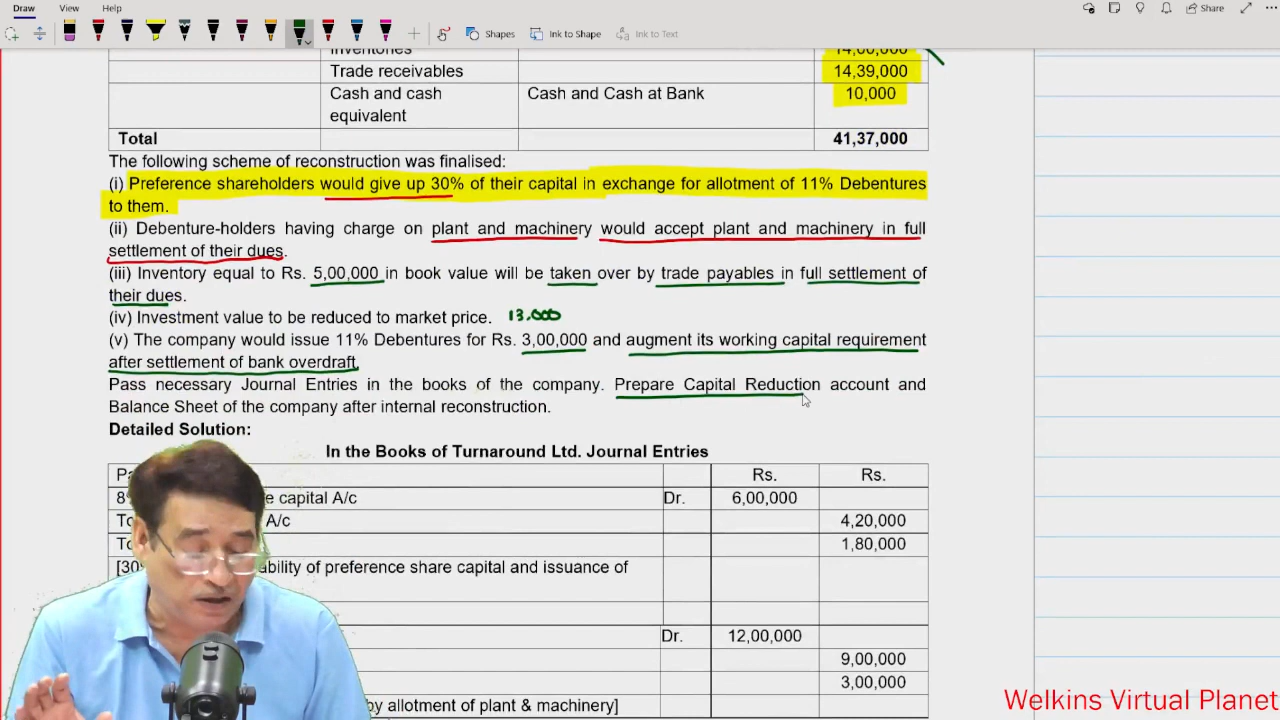 Draw View Help
Share
Shapes Ink to Shape Ink to Text
Inventories 14,00,000
Trade receivables 14,39,000
Cash and cash Cash and Cash at Bank 10,000
equivalent
Total 41,37,000
The following scheme of reconstruction was finalised:
(i) Preference shareholders would give up 30% of their capital in exchange for allotment of 11% Debentures
to them.
(ii) Debenture-holders having charge on plant and machinery would accept plant and machinery in full
settlement of their dues.
(iii) Inventory equal to Rs. 5,00,000 in book value will be taken over by trade payables in full settlement of
their dues.
(iv) Investment value to be reduced to market price. 13,000
(v) The company would issue 11% Debentures for Rs. 3,00,000 and augment its working capital requirement
after settlement of bank overdraft.
Pass necessary Journal Entries in the books of the company. Prepare Capital Reduction account and
Balance Sheet of the company after internal reconstruction.
Detailed Solution:
In the Books of Turnaround Ltd. Journal Entries
Pa Rs. Rs.
8% e capital A/c Dr. 6,00,000
To A/c 4,20,000
To 1,80,000
[30% ability of preference share capital and issuance of
Dr. 12,00,000
9,00,000
3,00,000
by allotment of plant & machinery]
Welkins Virtual Planet